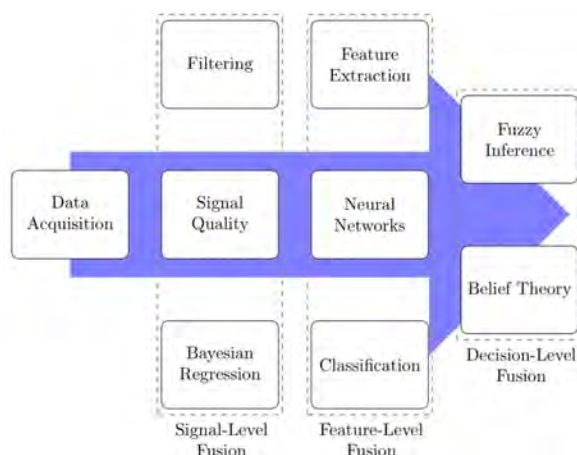 Filtering
Feature
Extraction
Fuzzy
Inference
Data
Acquisition
Signal
Quality
Neural
Networks
Belief Theory
Bayesian
Regression
Classification
Decision-Level
Fusion
Signal-Level
Fusion
Feature-Level
Fusion